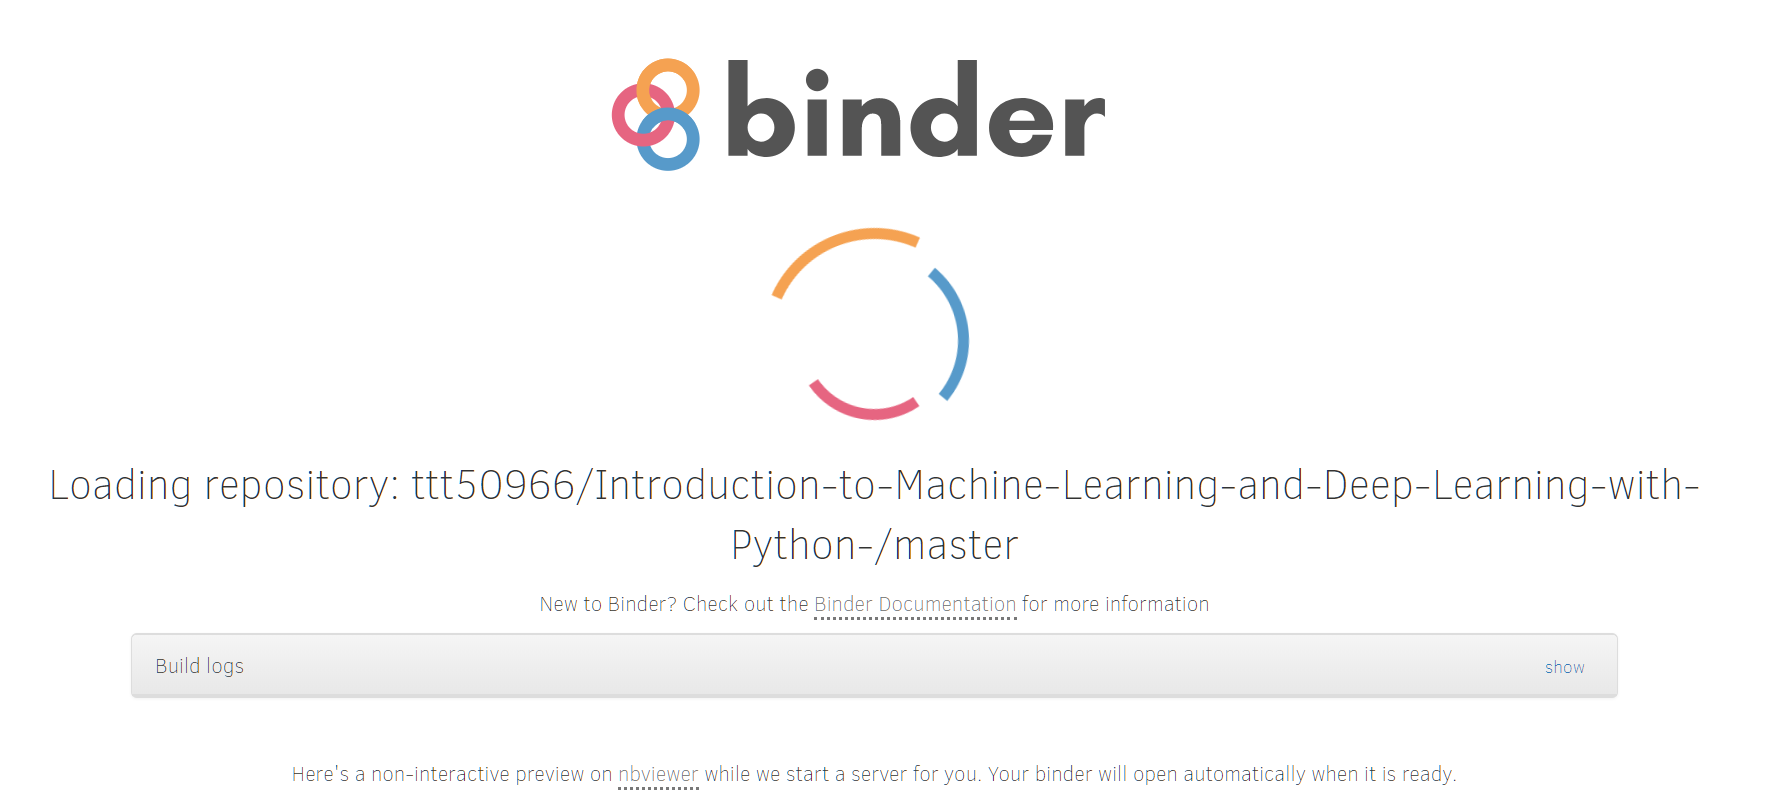 binder
Loading repository: ttt50966/Introduction-to-Machine-Learning-and-Deep-Learning-with-
Python-/master
New to Binder? Check out the Binder Documentation for more information
Build logs show
Here's a non-interactive preview on nbviewer while we start a server for you. Your binder will open automatically when it is ready.